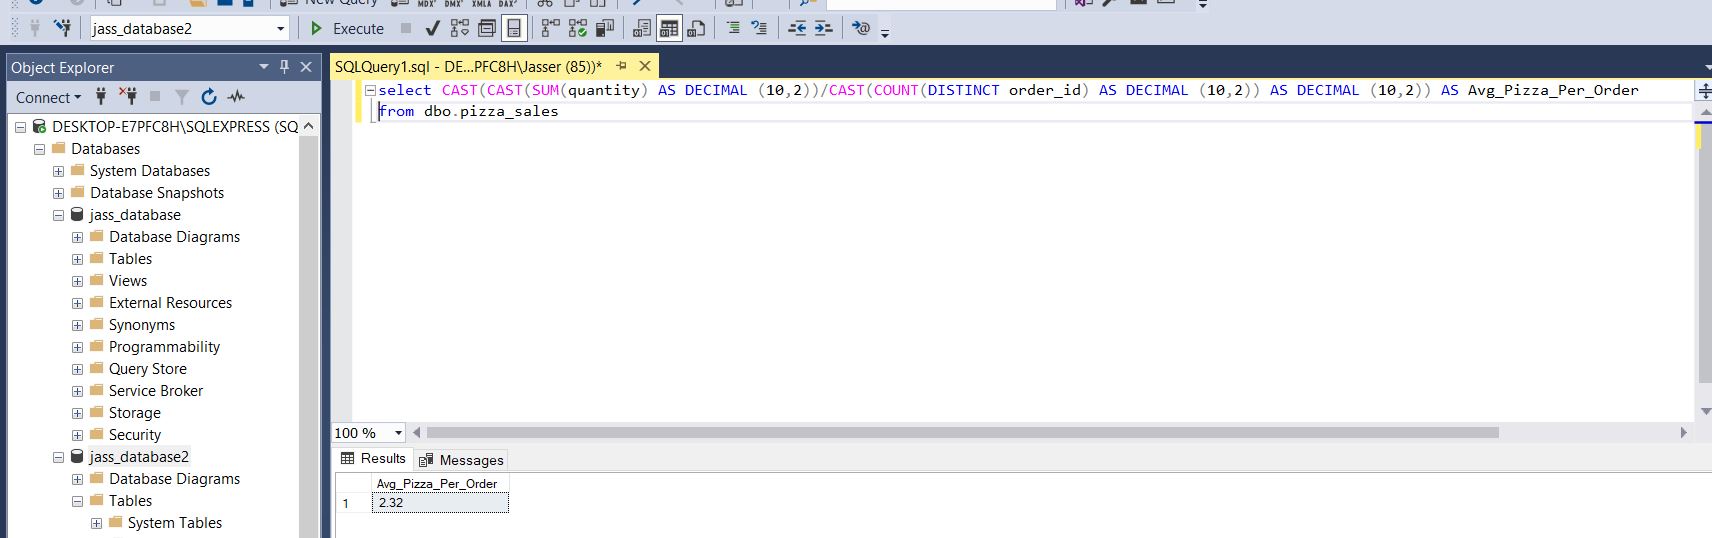 New Query MDX DMX XMLA DAX
jass_database2 Execute
Object Explorer
Connect
DESKTOP-E7PFC8H\SQLEXPRESS (SQ
Databases
System Databases
Database Snapshots
jass_database
Database Diagrams
Tables
Views
External Resources
Synonyms
Programmability
Query Store
Service Broker
Storage
Security
jass_database2
Database Diagrams
Tables
System Tables
SQLQuery1.sql - DE...PFC8H\Jasser (85))*
select CAST(CAST(SUM(quantity) AS DECIMAL (10,2))/CAST(COUNT(DISTINCT order_id) AS DECIMAL (10,2)) AS DECIMAL (10,2)) AS Avg_Pizza_Per_Order
from dbo.pizza_sales
100 %
Results Messages
Avg_Pizza_Per_Order
1 2.32